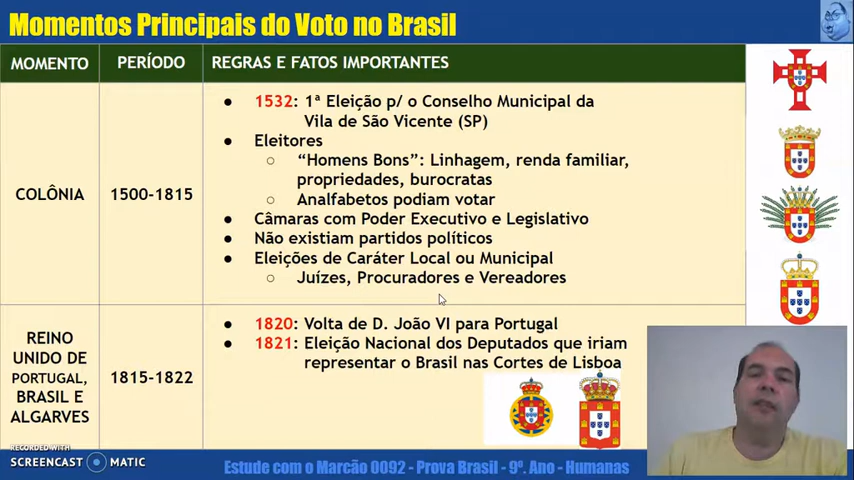 Momentos Principais do Voto no Brasil
MOMENTO
PERÍODO
REGRAS E FATOS IMPORTANTES
COLÔNIA
1500-1815
● 1532: 1ª Eleição p/ o Conselho Municipal da
Vila de São Vicente (SP)
● Eleitores
○ “Homens Bons”: Linhagem, renda familiar,
propriedades, burocratas
○ Analfabetos podiam votar
● Câmaras com Poder Executivo e Legislativo
● Não existiam partidos políticos
● Eleições de Caráter Local ou Municipal
○ Juízes, Procuradores e Vereadores
REINO
UNIDO DE
PORTUGAL,
BRASIL E
ALGARVES
1815-1822
● 1820: Volta de D. João VI para Portugal
● 1821: Eleição Nacional dos Deputados que iriam
representar o Brasil nas Cortes de Lisboa
RECORDED WITH
SCREENCAST MATIC
Estude com o Marcão 0092 - Prova Brasil - 9º. Ano - Humanas